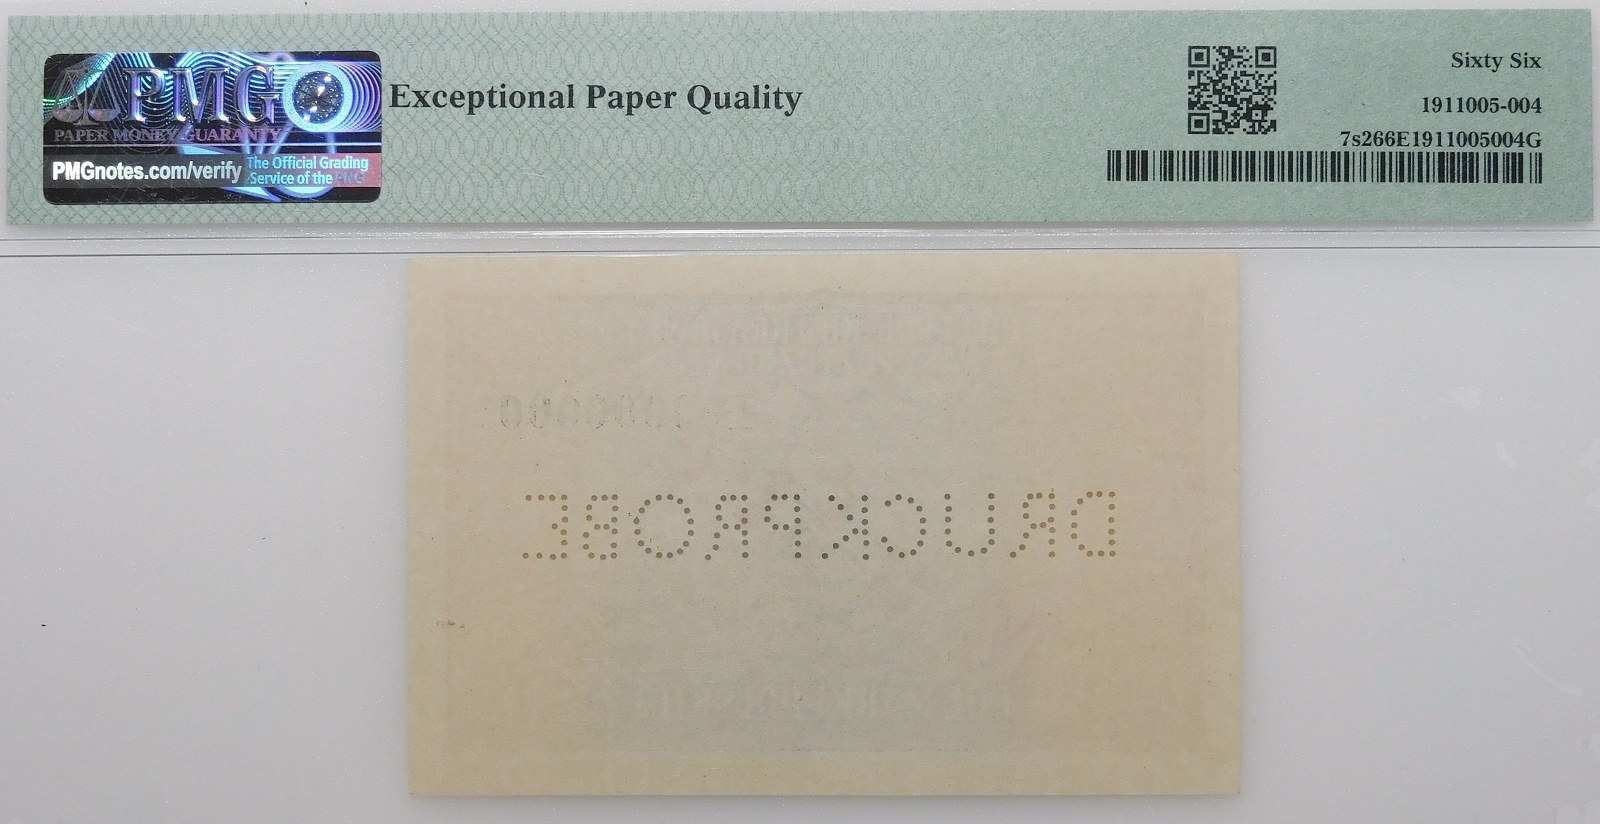 PMG
PAPER MONEY GUARANTY
PMGnotes.com/verify
The Official Grading
Service of the ANA
Exceptional Paper Quality
Sixty Six
1911005-004
7s266E1911005004G
DRUCKPROBE